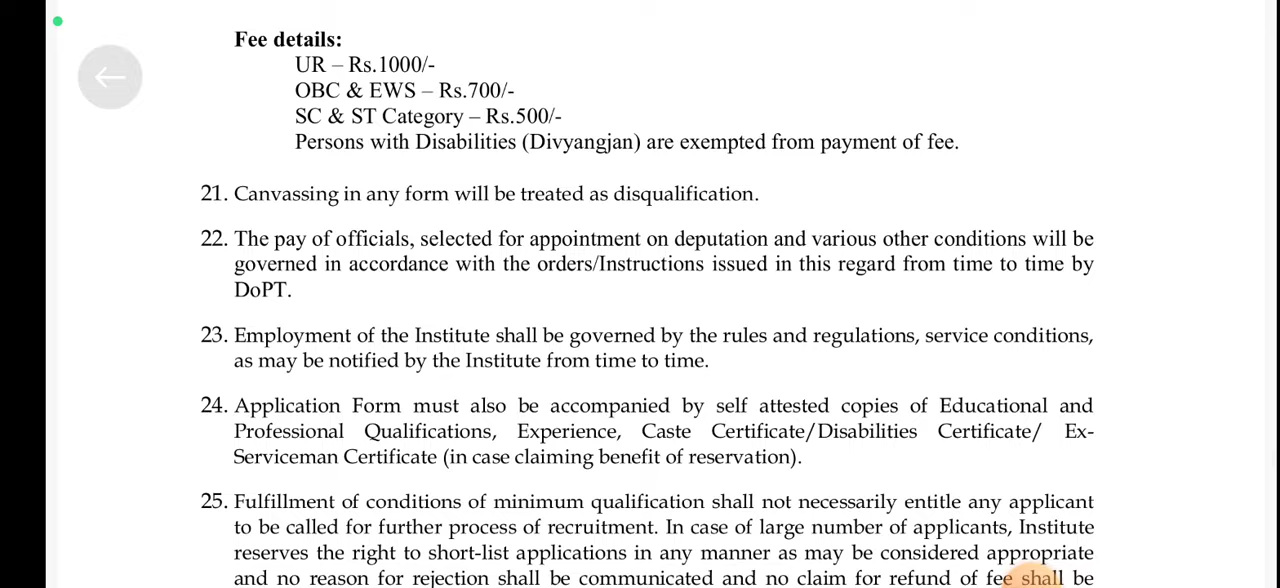 Fee details:
UR – Rs.1000/-
OBC & EWS – Rs.700/-
SC & ST Category – Rs.500/-
Persons with Disabilities (Divyangjan) are exempted from payment of fee.
21. Canvassing in any form will be treated as disqualification.
22. The pay of officials, selected for appointment on deputation and various other conditions will be
governed in accordance with the orders/Instructions issued in this regard from time to time by
DoPT.
23. Employment of the Institute shall be governed by the rules and regulations, service conditions,
as may be notified by the Institute from time to time.
24. Application Form must also be accompanied by self attested copies of Educational and
Professional Qualifications, Experience, Caste Certificate/Disabilities Certificate/ Ex-
Serviceman Certificate (in case claiming benefit of reservation).
25. Fulfillment of conditions of minimum qualification shall not necessarily entitle any applicant
to be called for further process of recruitment. In case of large number of applicants, Institute
reserves the right to short-list applications in any manner as may be considered appropriate
and no reason for rejection shall be communicated and no claim for refund of fee shall be